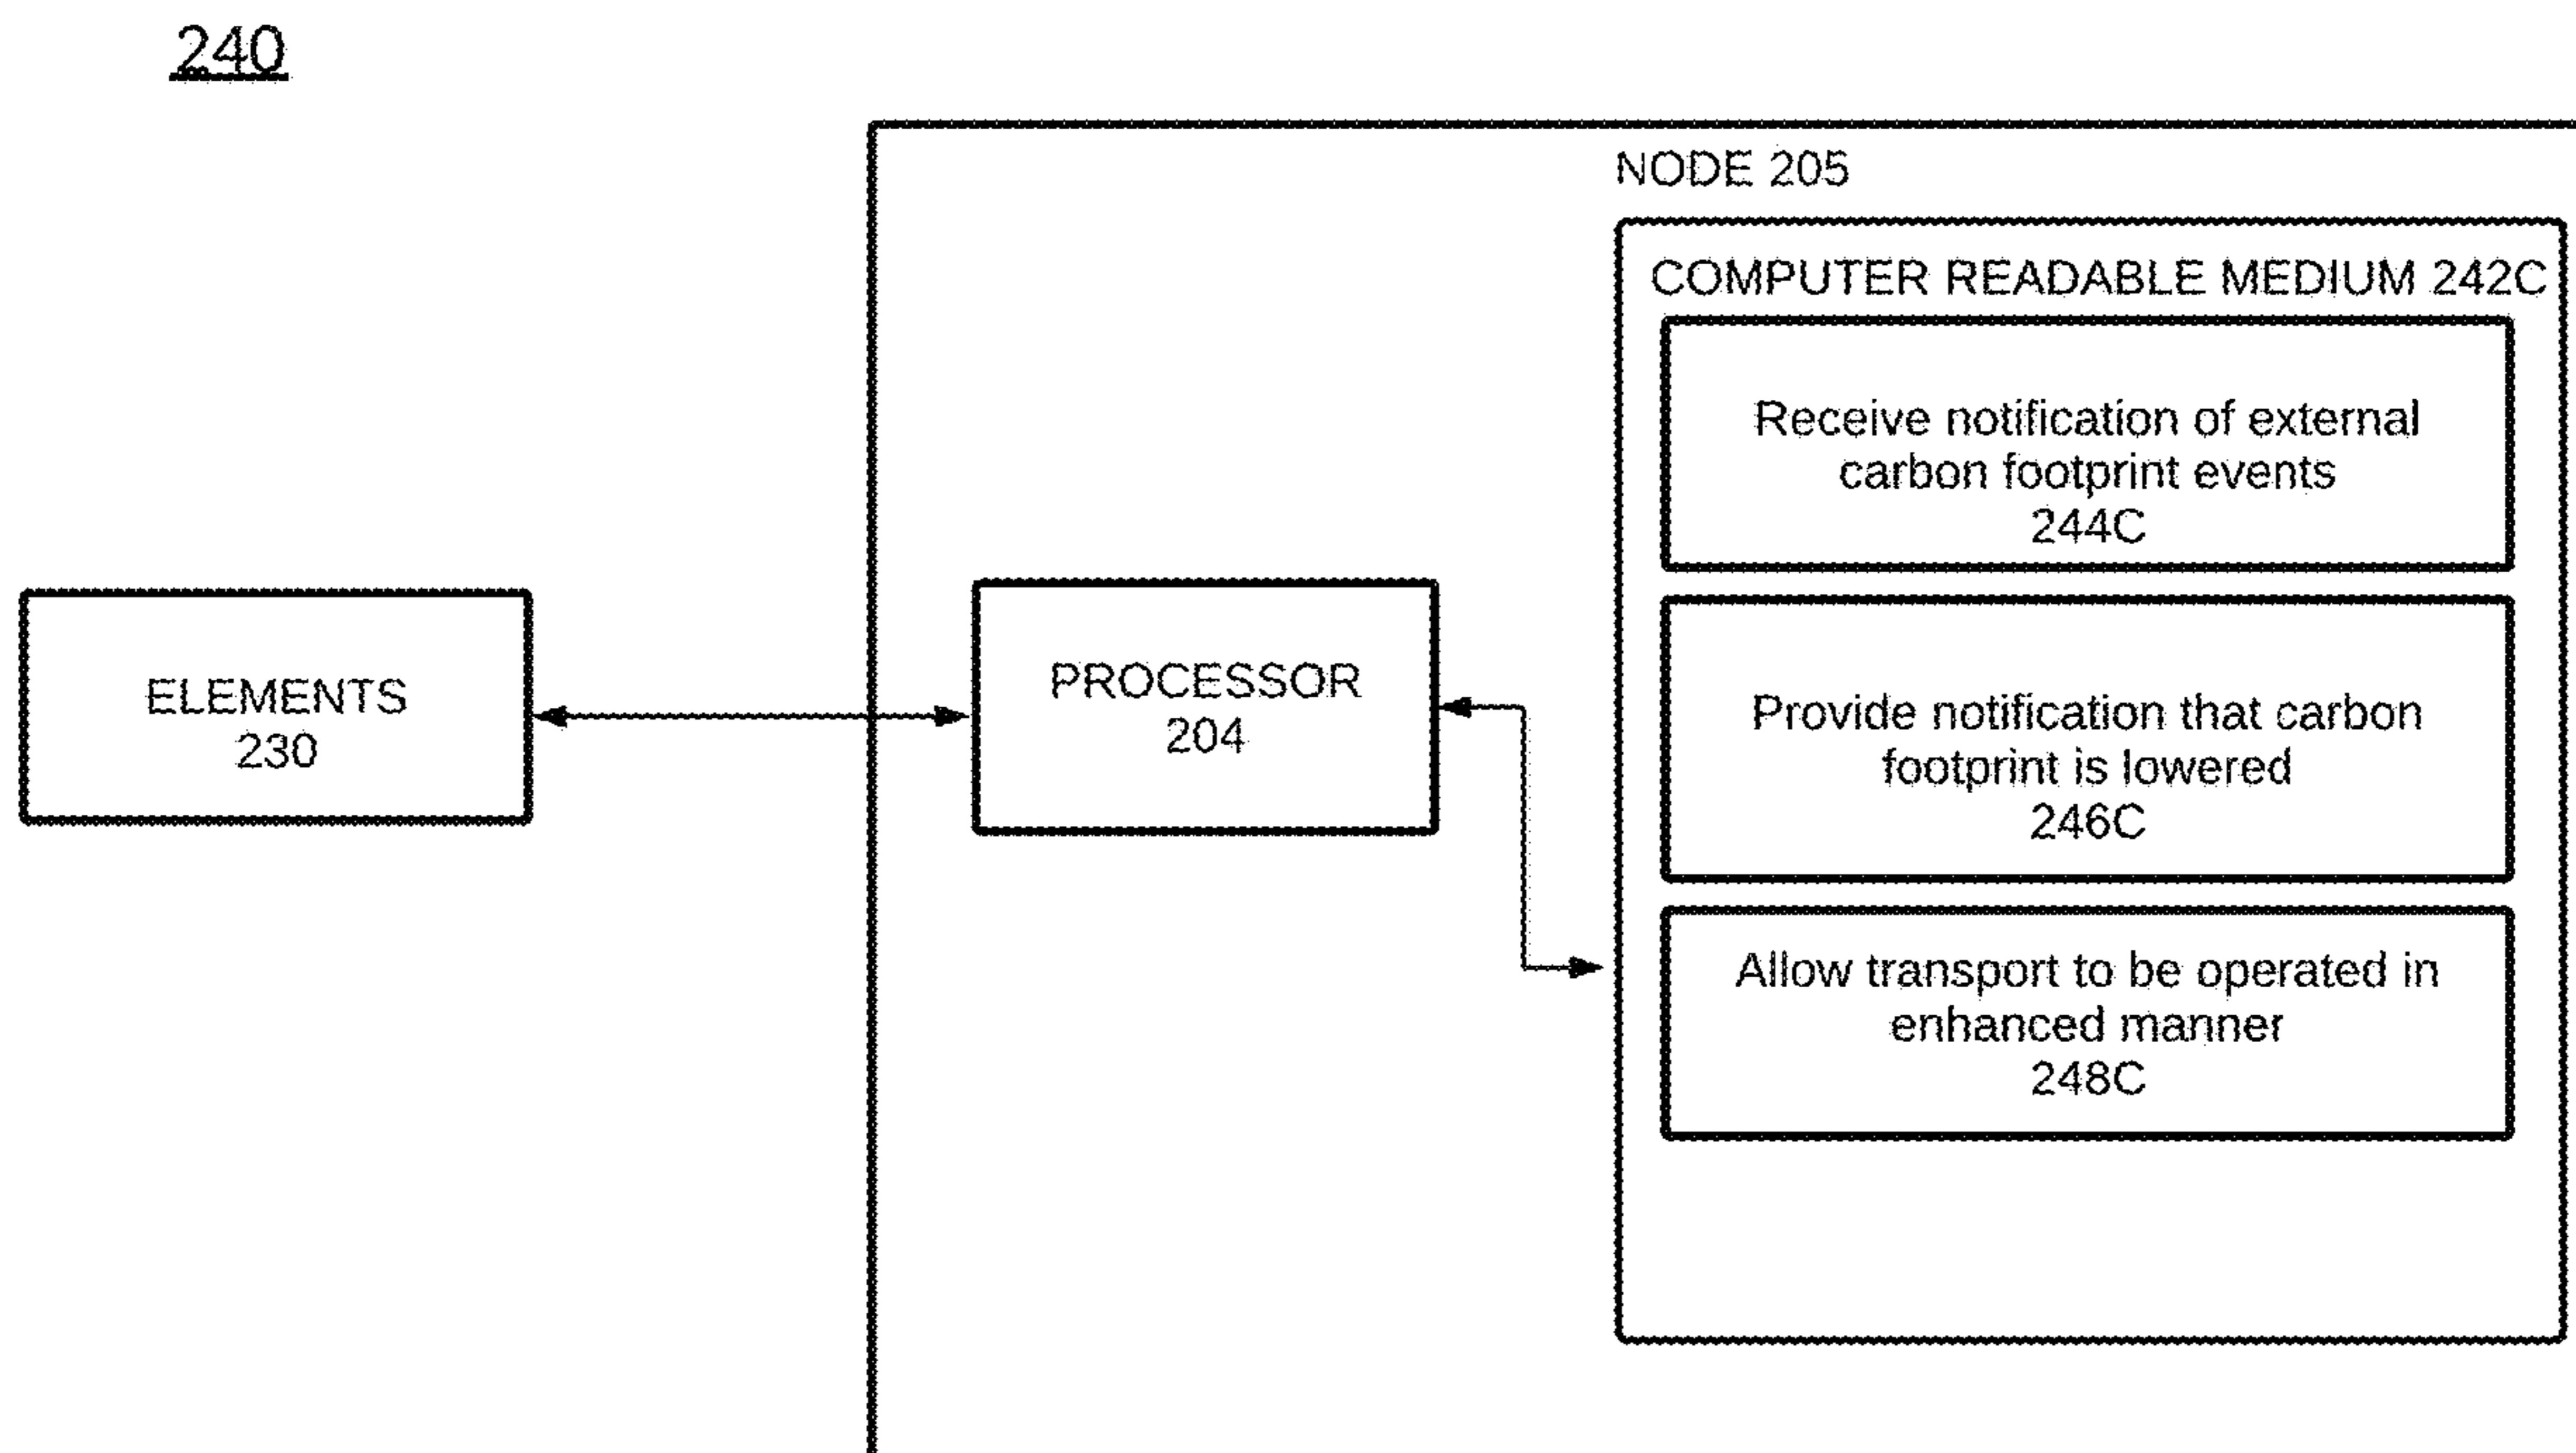 240
NODE 205
COMPUTER READABLE MEDIUM 242C
Receive notification of external
carbon footprint events
244C
ELEMENTS
230
PROCESSOR
204
Provide notification that carbon
footprint is lowered
246C
Allow transport to be operated in
enhanced manner
248C